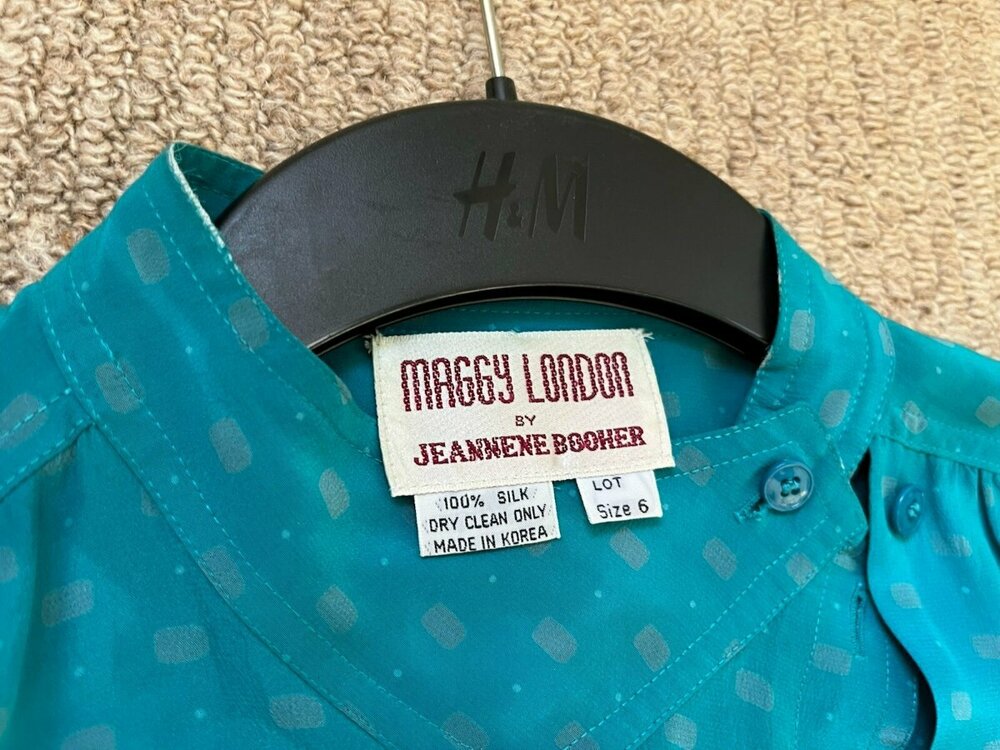 H&M
MAGGY LONDON
BY
JEANNENE BOOHER
100% SILK
DRY CLEAN ONLY
MADE IN KOREA
LOT
Size 6